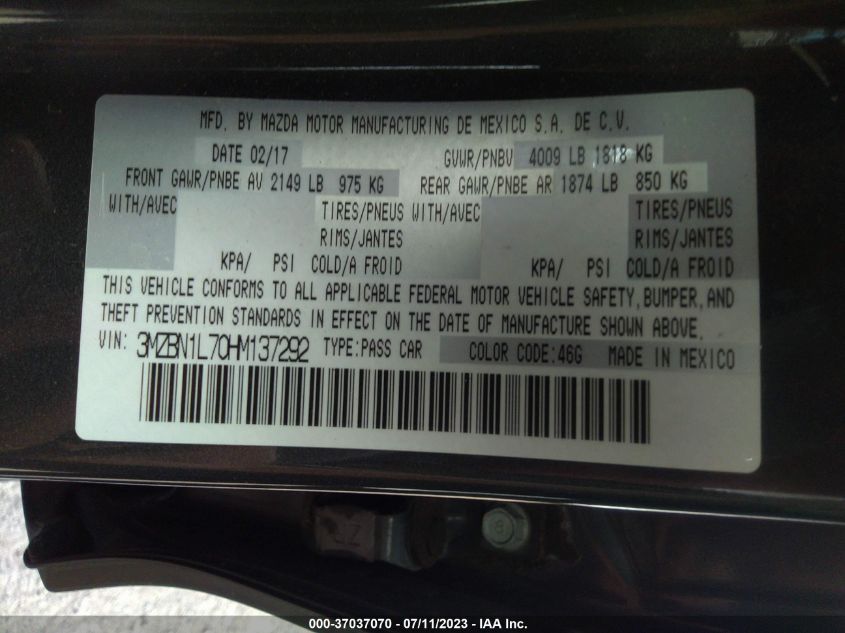 MFD. BY MAZDA MOTOR MANUFACTURING DE MEXICO S.A. DE C.V.
DATE 02/17 GVWR/PNBV 4009 LB 1818 KG
FRONT GAWR/PNBE AV 2149 LB 975 KG REAR GAWR/PNBE AR 1874 LB 850 KG
WITH/AVEC TIRES/PNEUS WITH/AVEC TIRES/PNEUS
RIMS/JANTES RIMS/JANTES
KPA/ PSI COLD/A FROID KPA/ PSI COLD/A FROID
THIS VEHICLE CONFORMS TO ALL APPLICABLE FEDERAL MOTOR VEHICLE SAFETY, BUMPER, AND
THEFT PREVENTION STANDARDS IN EFFECT ON THE DATE OF MANUFACTURE SHOWN ABOVE.
VIN: 3MZBN1L70HM137292 TYPE:PASS CAR COLOR CODE:46G MADE IN MEXICO
8
000-37037070 - 07/11/2023 - IAA Inc.